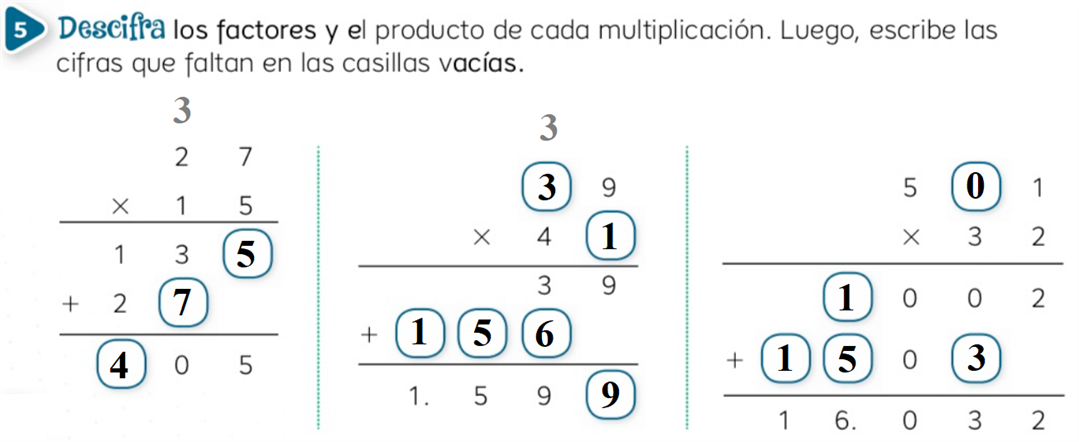 5 Descifra los factores y el producto de cada multiplicación. Luego, escribe las
cifras que faltan en las casillas vacías.
3
2 7
× 1 5
1 3 5
+ 2 7
4 0 5
3
3 9
× 4 1
3 9
+ 1 5 6
1. 5 9 9
5 0 1
× 3 2
1 0 0 2
+ 1 5 0 3
1 6. 0 3 2